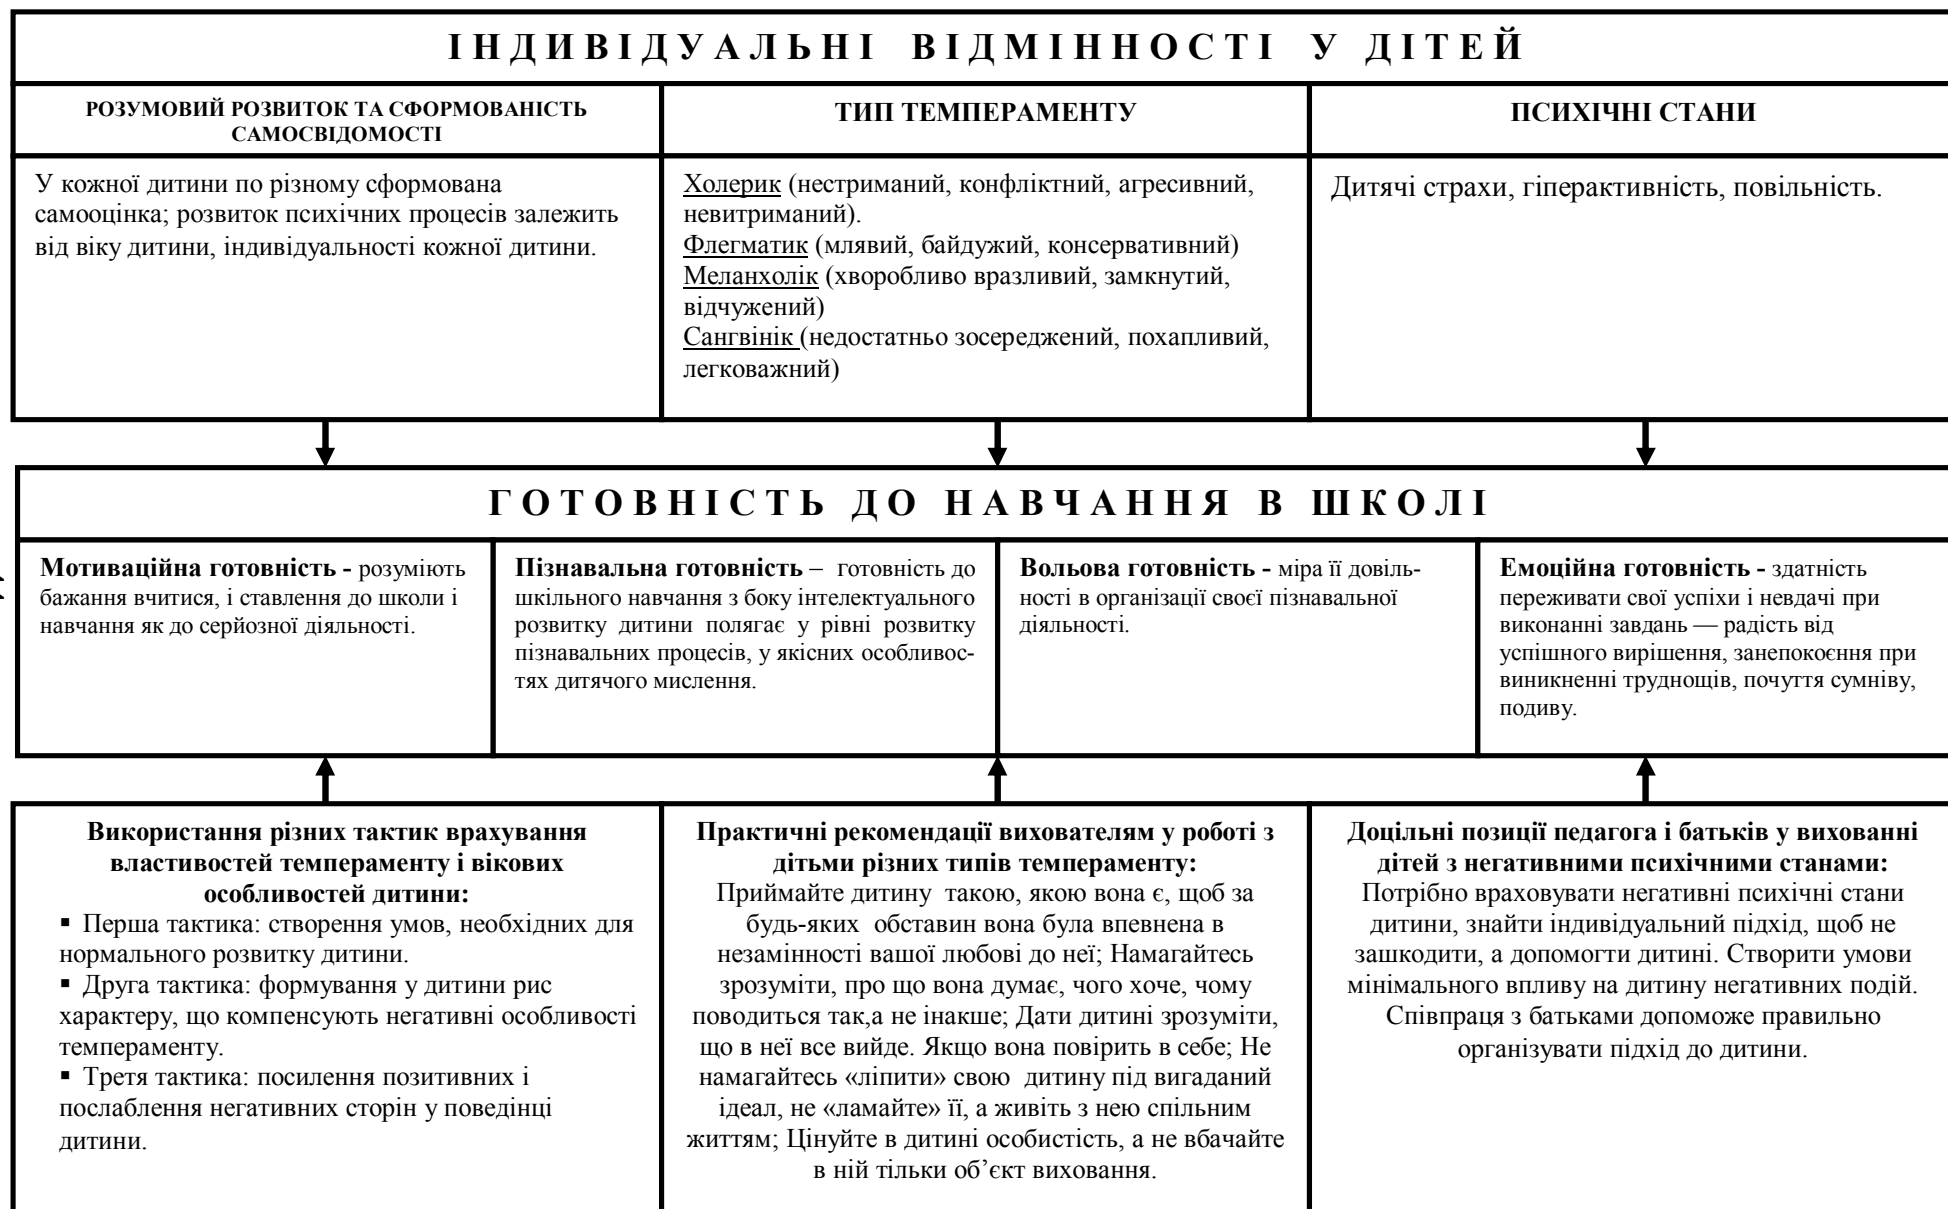 ІНДИВІДУАЛЬНІ ВІДМІННОСТІ У ДІТЕЙ
РОЗУМОВИЙ РОЗВИТОК ТА СФОРМОВАНІСТЬ
САМОСВІДОМОСТІ
У кожної дитини по різному сформована
самооцінка; розвиток психічних процесів залежить
від віку дитини, індивідуальності кожної дитини.
ТИП ТЕМПЕРАМЕНТУ
Холерик (нестриманий, конфліктний, агресивний,
невитриманий).
Флегматик (млявий, байдужий, консервативний)
Меланхолік (хворобливо вразливий, замкнутий,
відчужений)
Сангвінік (недостатньо зосереджений, похапливий,
легковажний)
ПСИХІЧНІ СТАНИ
Дитячі страхи, гіперактивність, повільність.
ГОТОВНІСТЬ ДО НАВЧАННЯ В ШКОЛІ
Мотиваційна готовність - розуміють
бажання вчитися, і ставлення до школи і
навчання як до серйозної діяльності.
Пізнавальна готовність – готовність до
шкільного навчання з боку інтелектуального
розвитку дитини полягає у рівні розвитку
пізнавальних процесів, у якісних особливос-
тях дитячого мислення.
Вольова готовність - міра її довіль-
ності в організації своєї пізнавальної
діяльності.
Емоційна готовність - здатність
переживати свої успіхи і невдачі при
виконанні завдань — радість від
успішного вирішення, занепокоєння при
виникненні труднощів, почуття сумніву,
подиву.
Використання різних тактик врахування
властивостей темпераменту і вікових
особливостей дитини:
▪ Перша тактика: створення умов, необхідних для
нормального розвитку дитини.
▪ Друга тактика: формування у дитини рис
характеру, що компенсують негативні особливості
темпераменту.
▪ Третя тактика: посилення позитивних і
послаблення негативних сторін у поведінці
дитини.
Практичні рекомендації вихователям у роботі з
дітьми різних типів темпераменту:
Приймайте дитину такою, якою вона є, щоб за
будь-яких обставин вона була впевнена в
незамінності вашої любові до неї; Намагайтесь
зрозуміти, про що вона думає, чого хоче, чому
поводиться так,а не інакше; Дати дитині зрозуміти,
що в неї все вийде. Якщо вона повірить в себе; Не
намагайтесь «ліпити» свою дитину під вигаданий
ідеал, не «ламайте» її, а живіть з нею спільним
життям; Цінуйте в дитині особистість, а не вбачайте
в ній тільки об’єкт виховання.
Доцільні позиції педагога і батьків у вихованні
дітей з негативними психічними станами:
Потрібно враховувати негативні психічні стани
дитини, знайти індивідуальний підхід, щоб не
зашкодити, а допомогти дитині. Створити умови
мінімального впливу на дитину негативних подій.
Співпраця з батьками допоможе правильно
організувати підхід до дитини.